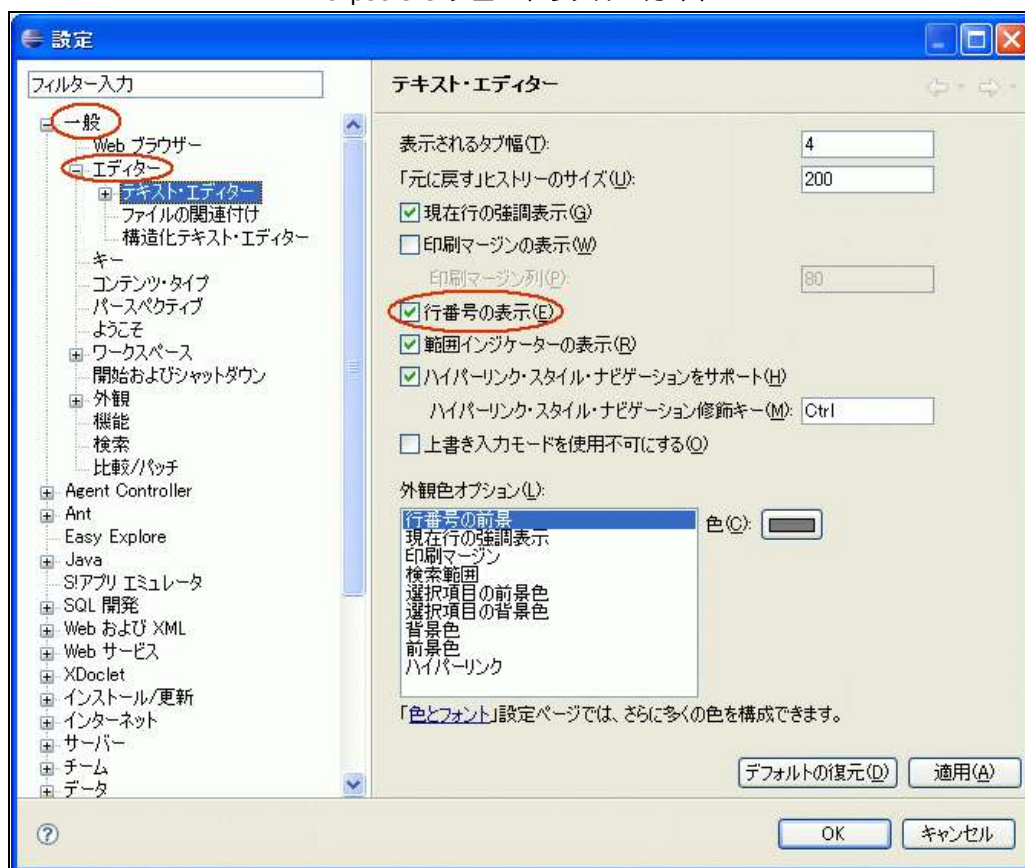 設定
フィルター入力
一般
Web ブラウザー
エディター
テキスト・エディター
ファイルの関連付け
構造化テキスト・エディター
キー
コンテンツ・タイプ
パースペクティブ
ようこそ
ワークスペース
開始およびシャットダウン
外観
機能
検索
比較/パッチ
Agent Controller
Ant
Easy Explore
Java
S!アプリ エミュレータ
SQL 開発
Web および XML
Web サービス
XDoclet
インストール/更新
インターネット
サーバー
チーム
データ
テキスト・エディター
表示されるタブ幅(T): 4
「元に戻す」ヒストリーのサイズ(U): 200
現在行の強調表示(G)
印刷マージンの表示(W)
印刷マージン列(P): 80
行番号の表示(E)
範囲インジケーターの表示(R)
ハイパーリンク・スタイル・ナビゲーションをサポート(H)
ハイパーリンク・スタイル・ナビゲーション修飾キー(M): Ctrl
上書き入力モードを使用不可にする(O)
外観色オプション(L):
行番号の前景
現在行の強調表示
印刷マージン
検索範囲
選択項目の前景色
選択項目の背景色
背景色
前景色
ハイパーリンク
色(C):
「色とフォント」設定ページでは、さらに多くの色を構成できます。
デフォルトの復元(D) 適用(A)
OK キャンセル